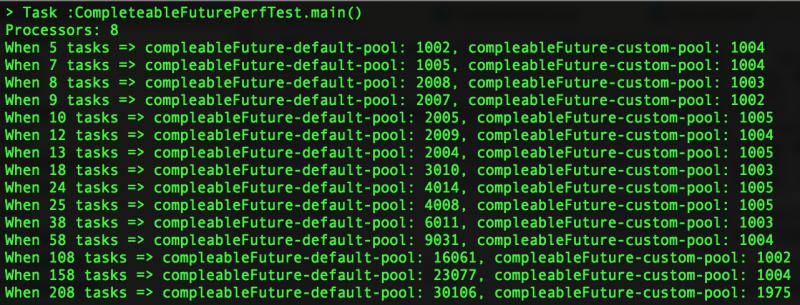 > Task :CompleteableFuturePerfTest.main()
Processors: 8
When 5 tasks => compleableFuture-default-pool: 1002, compleableFuture-custom-pool: 1004
When 7 tasks => compleableFuture-default-pool: 1005, compleableFuture-custom-pool: 1004
When 8 tasks => compleableFuture-default-pool: 2008, compleableFuture-custom-pool: 1003
When 9 tasks => compleableFuture-default-pool: 2007, compleableFuture-custom-pool: 1002
When 10 tasks => compleableFuture-default-pool: 2005, compleableFuture-custom-pool: 1005
When 12 tasks => compleableFuture-default-pool: 2009, compleableFuture-custom-pool: 1004
When 13 tasks => compleableFuture-default-pool: 2004, compleableFuture-custom-pool: 1005
When 18 tasks => compleableFuture-default-pool: 3010, compleableFuture-custom-pool: 1003
When 24 tasks => compleableFuture-default-pool: 4014, compleableFuture-custom-pool: 1005
When 25 tasks => compleableFuture-default-pool: 4008, compleableFuture-custom-pool: 1005
When 38 tasks => compleableFuture-default-pool: 6011, compleableFuture-custom-pool: 1003
When 58 tasks => compleableFuture-default-pool: 9031, compleableFuture-custom-pool: 1004
When 108 tasks => compleableFuture-default-pool: 16061, compleableFuture-custom-pool: 1002
When 158 tasks => compleableFuture-default-pool: 23077, compleableFuture-custom-pool: 1004
When 208 tasks => compleableFuture-default-pool: 30106, compleableFuture-custom-pool: 1975